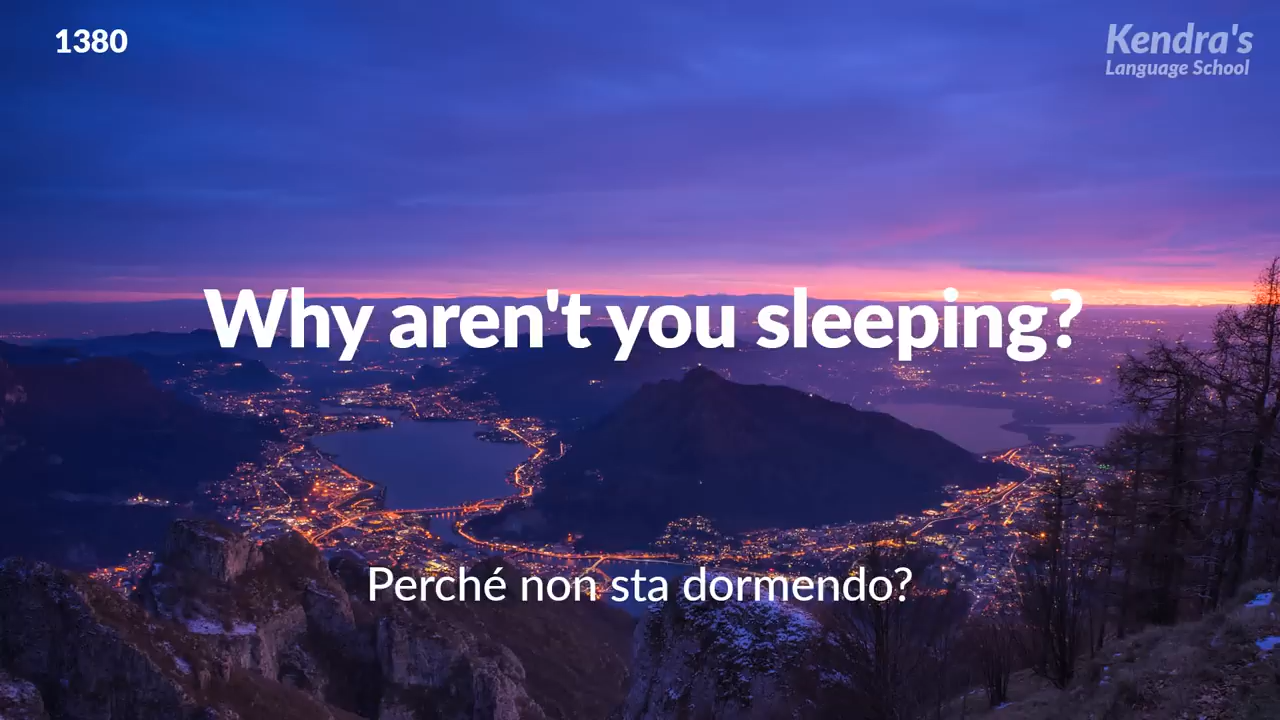 1380
Kendra's
Language School
Why aren't you sleeping?
Perché non sta dormendo?